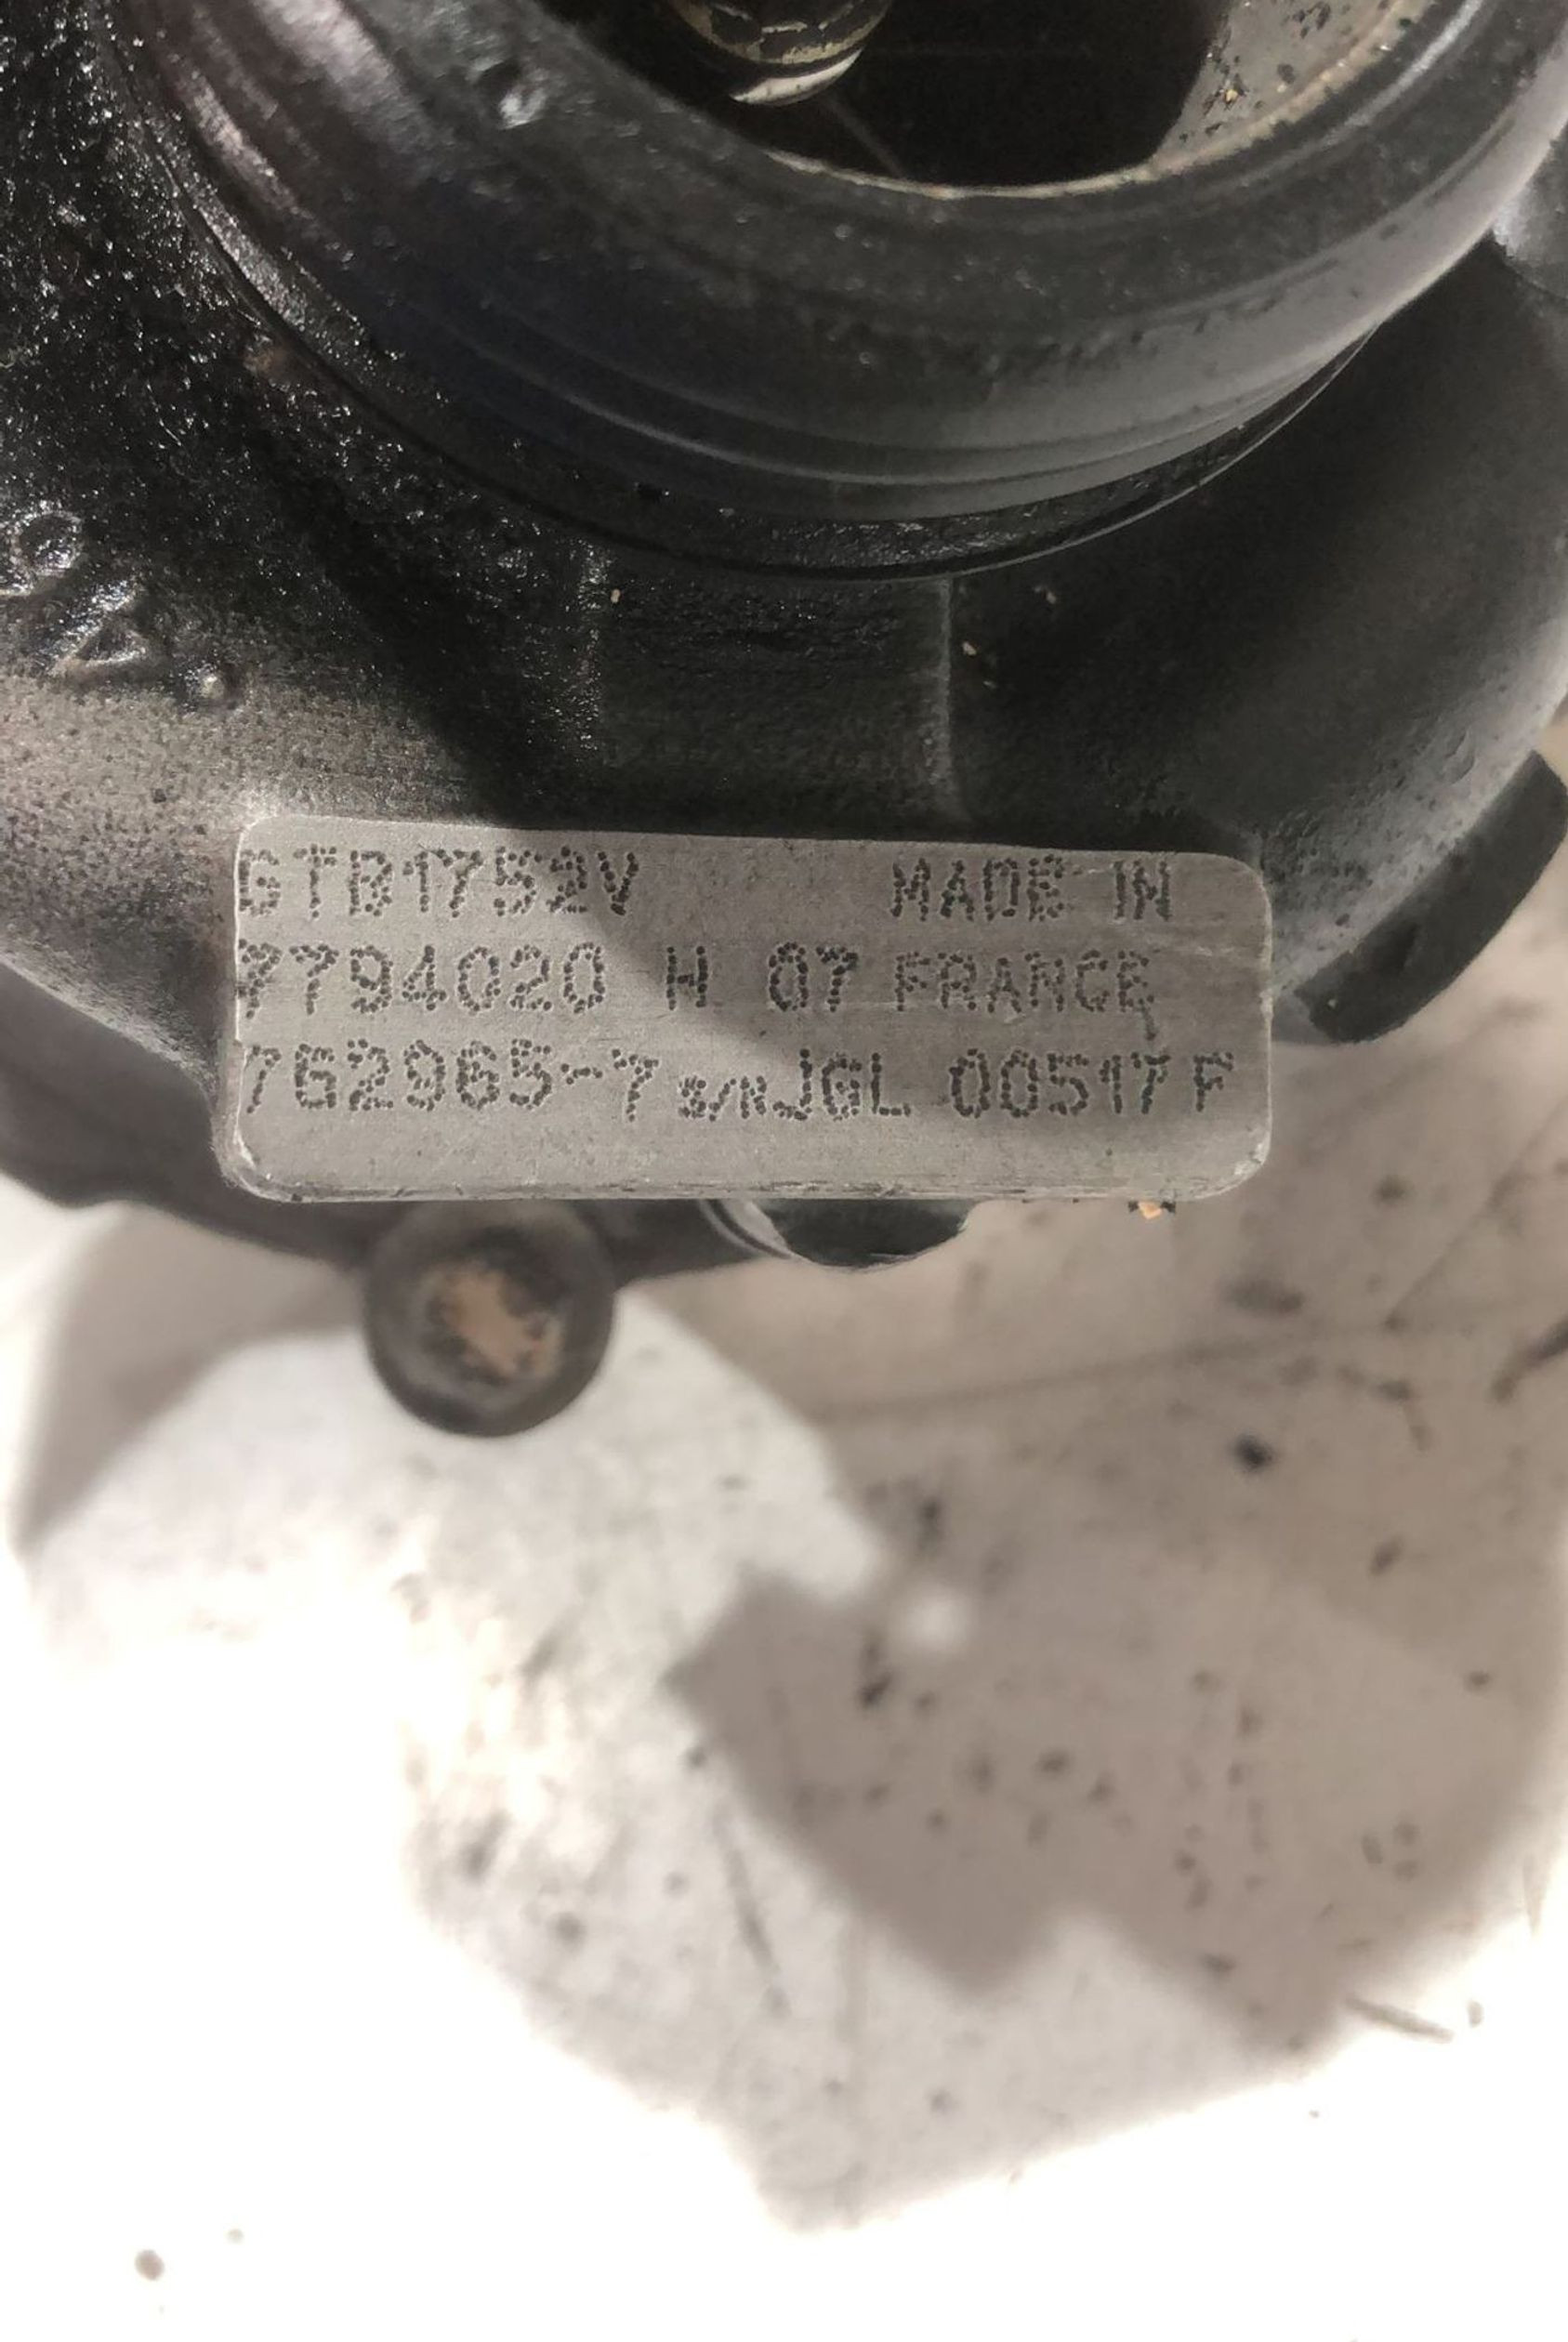 GTB1752V MADE IN
7794020 H 07 FRANCE
762965-7 S/N JGL 00517 F